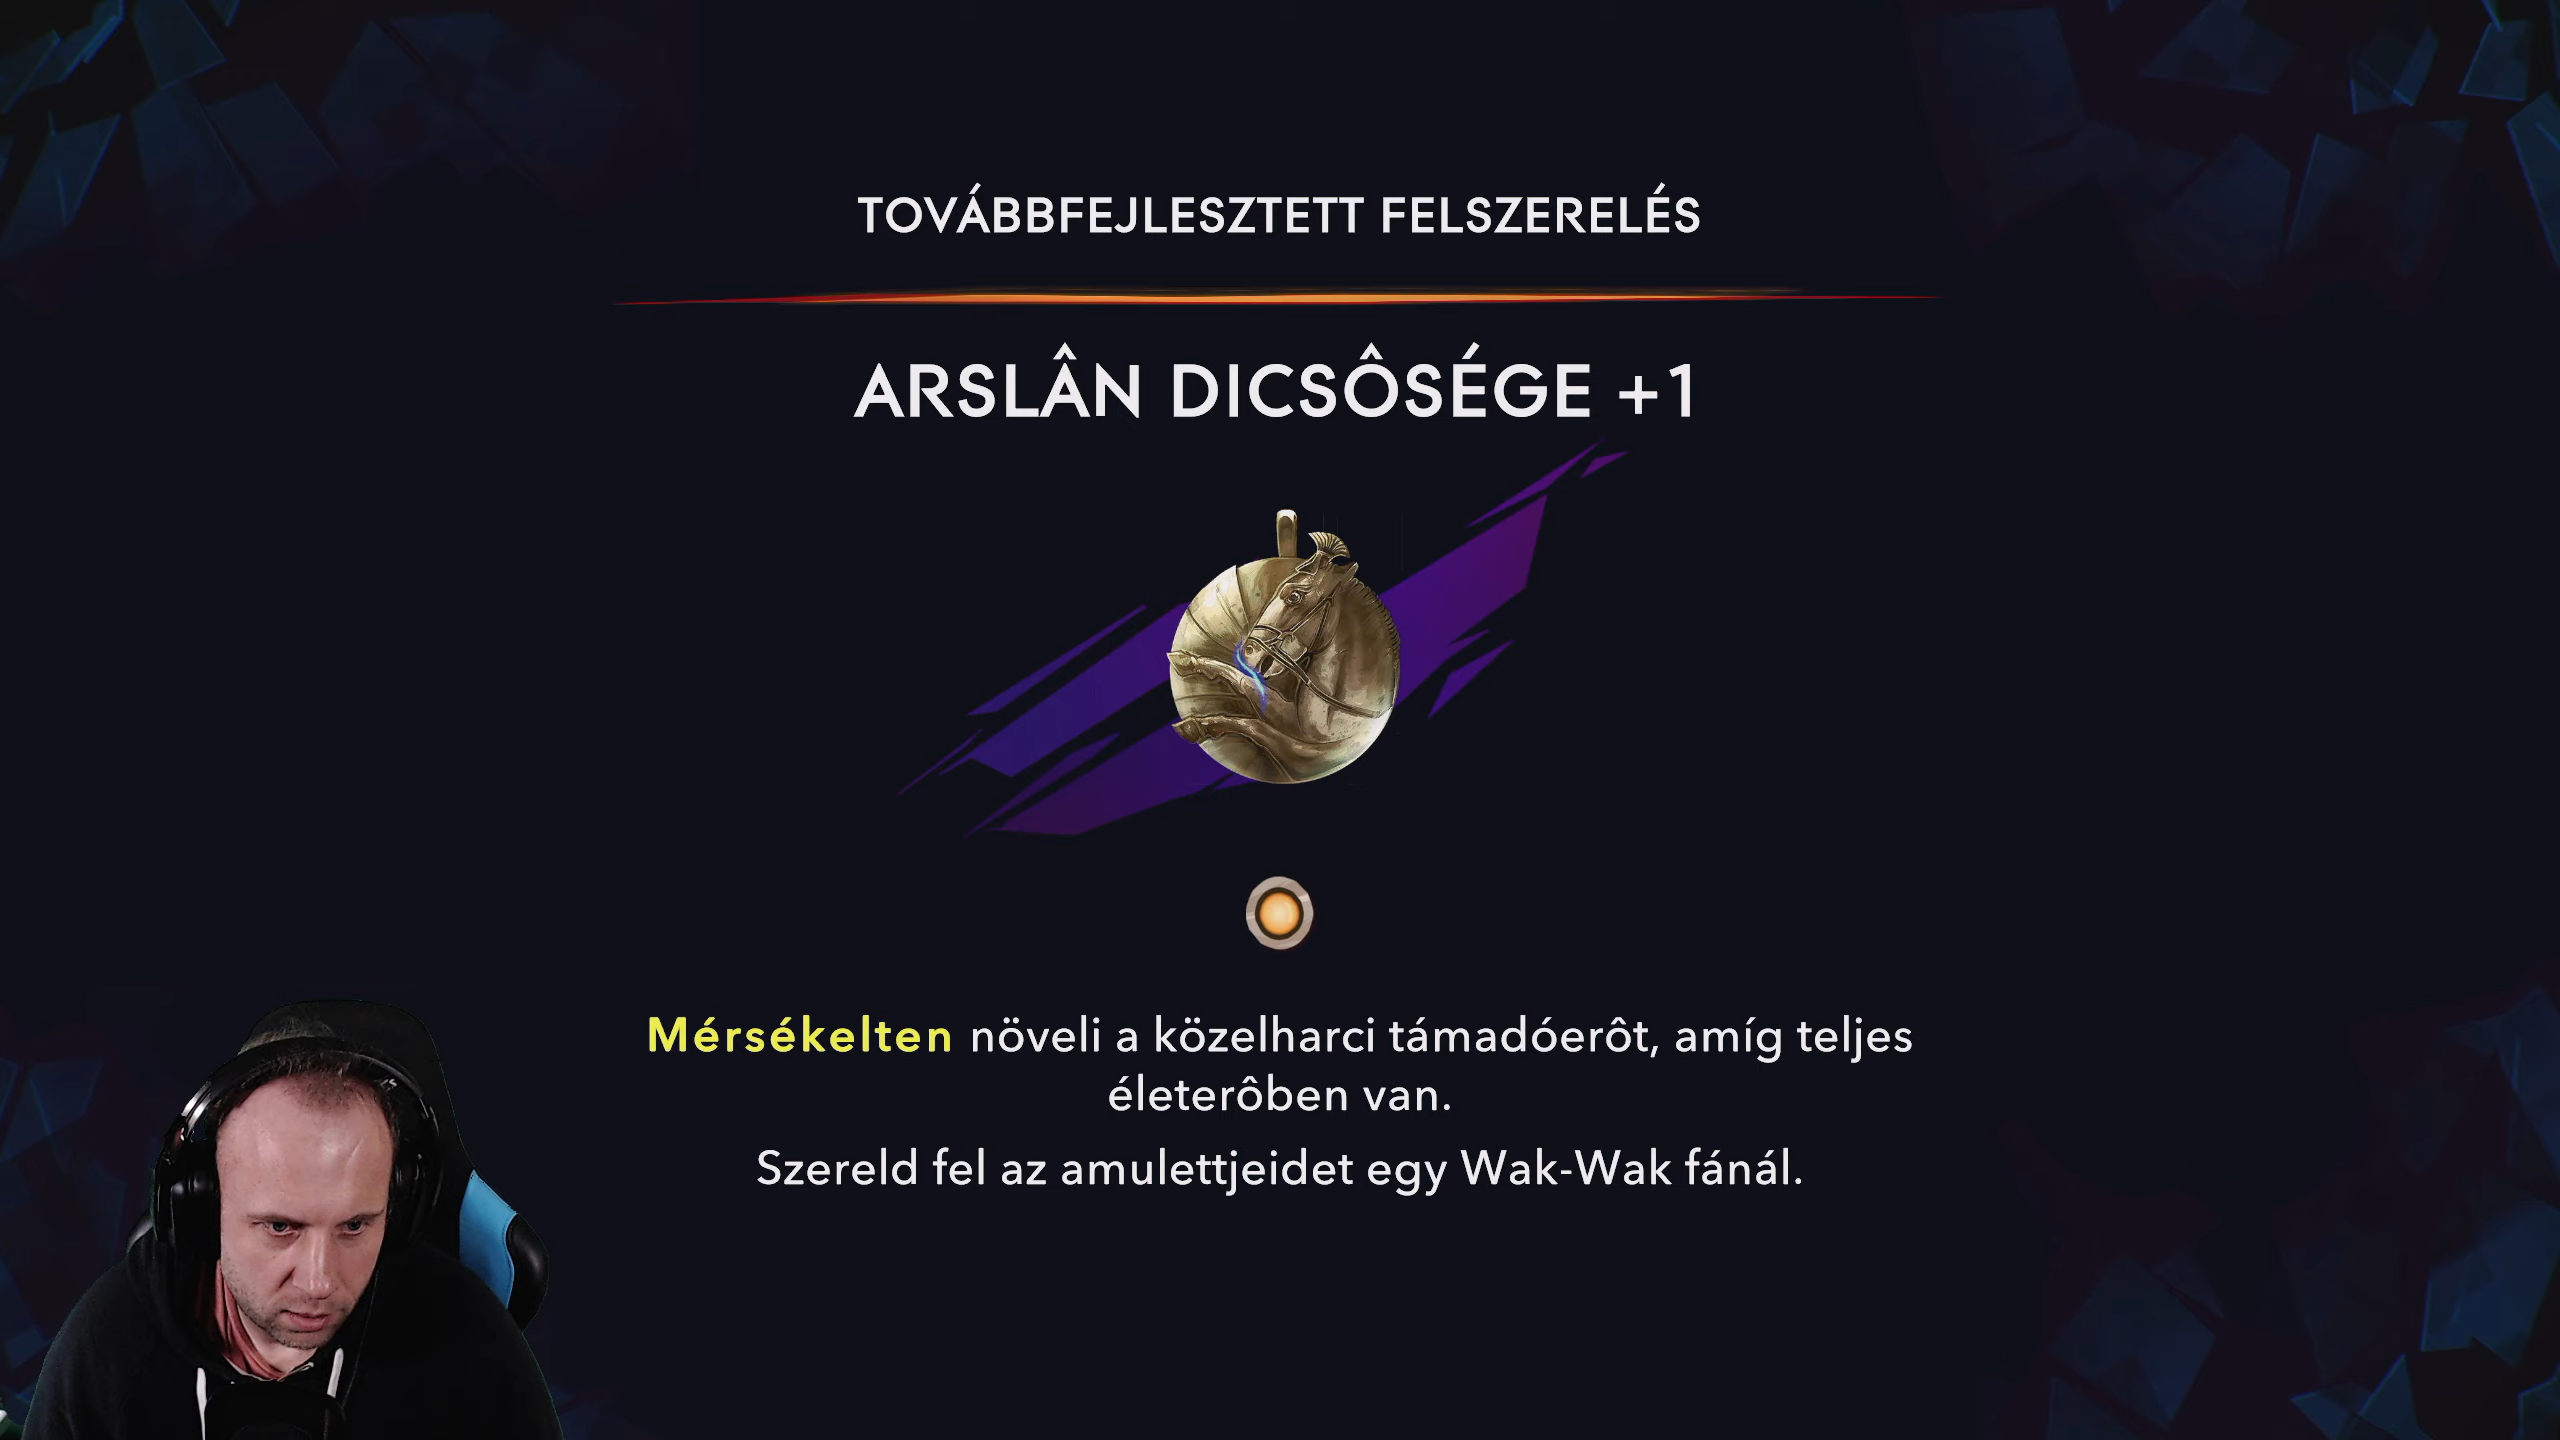 TOVÁBBFEJLESZTETT FELSZERELÉS
ARSLÂN DICSÔSÉGE +1
Mérsékelten növeli a közelharci támadóerôt, amíg teljes
életerôben van.
Szereld fel az amulettjeidet egy Wak-Wak fánál.